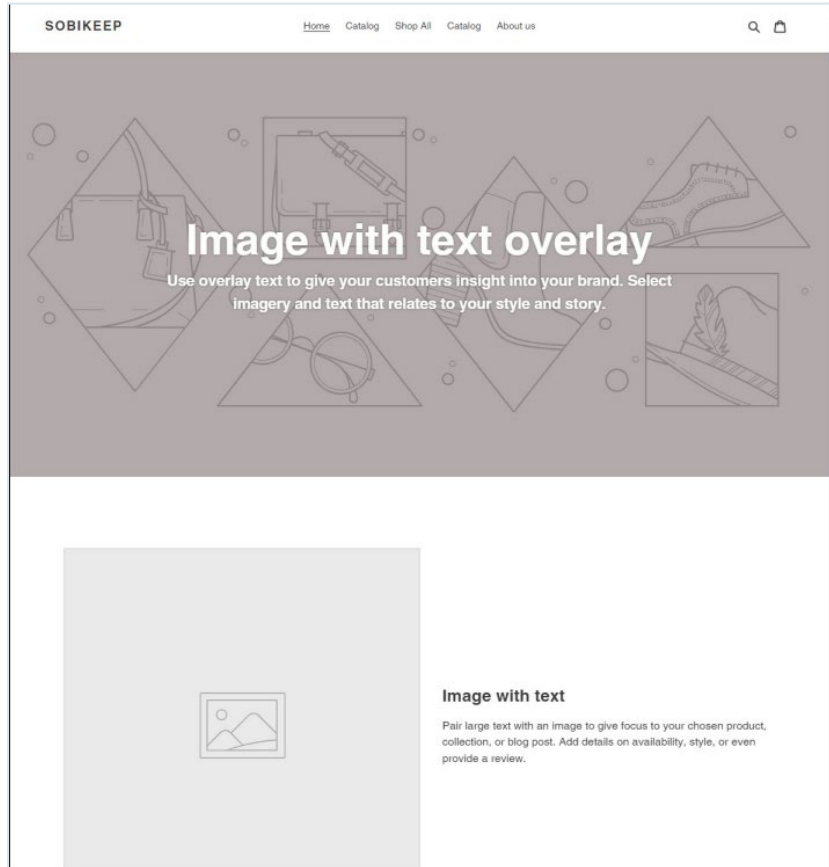 SOBIKEEP
Home Catalog Shop All Catalog About us
Image with text overlay
Use overlay text to give your customers insight into your brand. Select
imagery and text that relates to your style and story.
Image with text
Pair large text with an image to give focus to your chosen product,
collection, or blog post. Add details on availability, style, or even
provide a review.